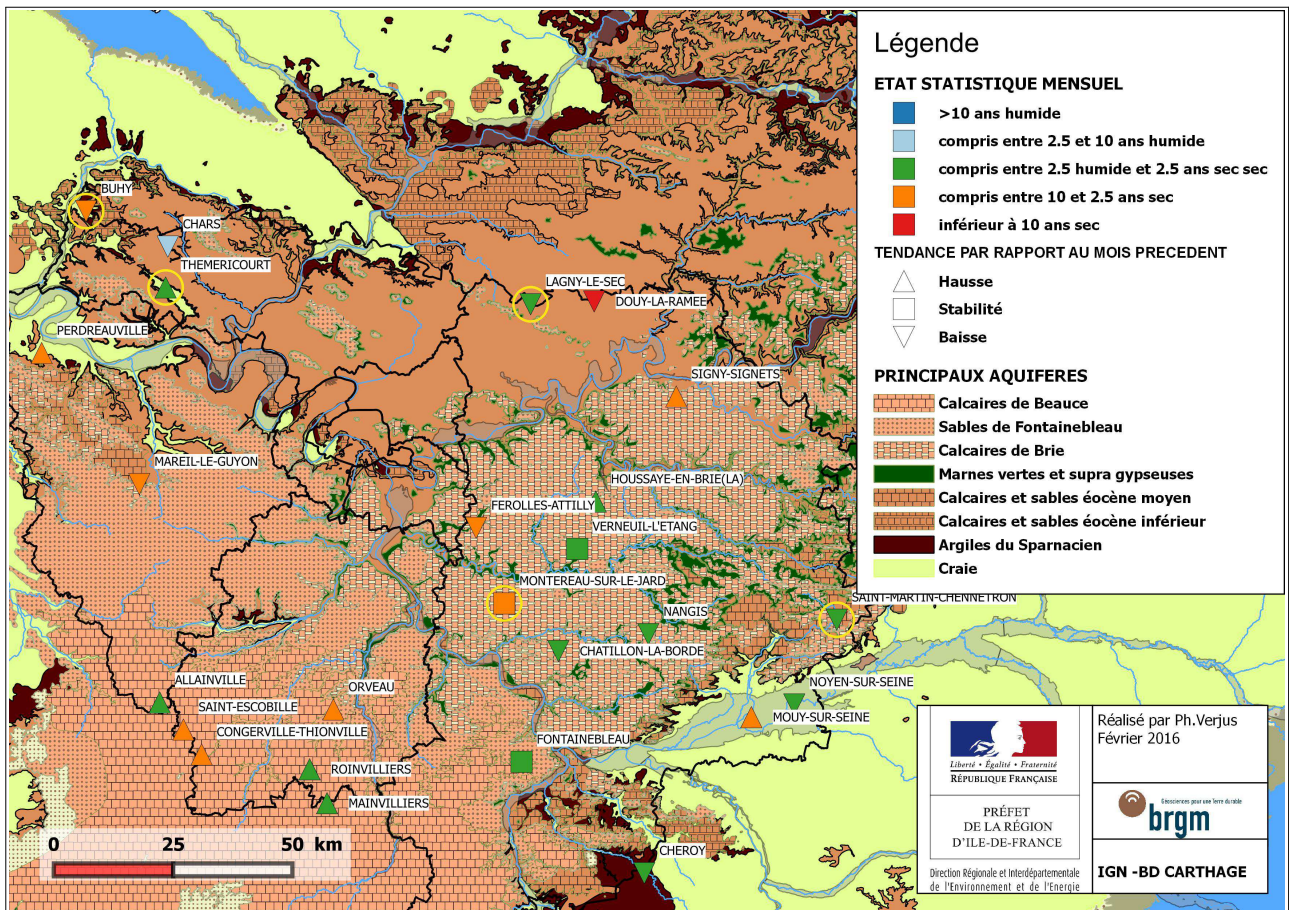 Légende
ETAT STATISTIQUE MENSUEL
>10 ans humide
compris entre 2.5 et 10 ans humide
compris entre 2.5 humide et 2.5 ans sec sec
compris entre 10 et 2.5 ans sec
inférieur à 10 ans sec
TENDANCE PAR RAPPORT AU MOIS PRECEDENT
Hausse
Stabilité
Baisse
PRINCIPAUX AQUIFERES
Calcaires de Beauce
Sables de Fontainebleau
Calcaires de Brie
Marnes vertes et supra gypseuses
Calcaires et sables éocène moyen
Calcaires et sables éocène inférieur
Argiles du Sparnacien
Craie
BUHY
CHARS
THEMERICOURT
LAGNY-LE-SEC
DOUY-LA-RAMEE
PERDREAUVILLE
SIGNY-SIGNETS
MAREIL-LE-GUYON
HOUSSAYE-EN-BRIE(LA)
FEROLLES-ATTILLY
VERNEUIL-L'ETANG
MONTEREAU-SUR-LE-JARD
SAINT-MARTIN-CHENNETRON
NANGIS
CHATILLON-LA-BORDE
ALLAINVILLE
ORVEAU
NOYEN-SUR-SEINE
SAINT-ESCOBILLE
MOUY-SUR-SEINE
CONGERVILLE-THIONVILLE
FONTAINEBLEAU
ROINVILLIERS
MAINVILLIERS
CHEROY
0 25 50 km
Liberté • Égalité • Fraternité
RÉPUBLIQUE FRANÇAISE
PRÉFET
DE LA RÉGION
D'ILE-DE-FRANCE
Direction Régionale et Interdépartementale
de l'Environnement et de l'Energie
Réalisé par Ph.Verjus
Février 2016
Géosciences pour une Terre durable
brgm
IGN -BD CARTHAGE